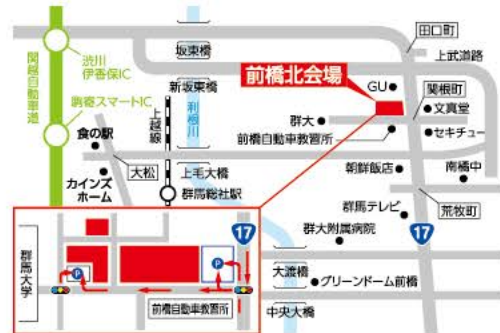 田口町
坂東橋
上武道路
渋川
伊香保IC
前橋北会場
GU
関越自動車道
新坂東橋
関根町
上越線
利根川
群大
文真堂
駒寄スマートIC
前橋自動車教習所
セキチュー
食の駅
大松
上毛大橋
朝鮮飯店
南橘中
カインズ
ホーム
群馬総社駅
荒牧町
群馬テレビ
17
17
群大附属病院
群馬大学
P
P
大渡橋
グリーンドーム前橋
前橋自動車教習所
中央大橋